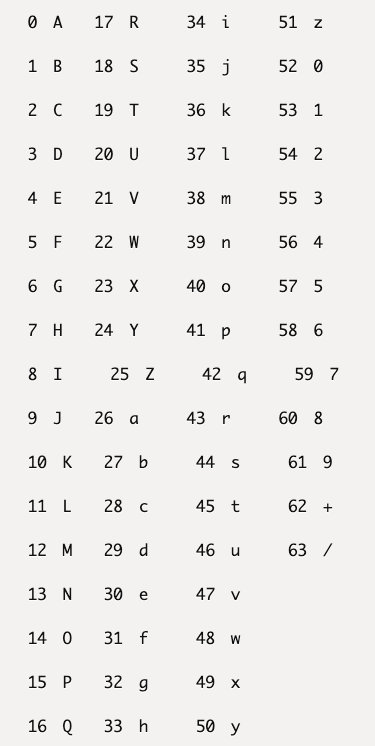 0 A 17 R 34 i 51 z
1 B 18 S 35 j 52 0
2 C 19 T 36 k 53 1
3 D 20 U 37 l 54 2
4 E 21 V 38 m 55 3
5 F 22 W 39 n 56 4
6 G 23 X 40 o 57 5
7 H 24 Y 41 p 58 6
8 I 25 Z 42 q 59 7
9 J 26 a 43 r 60 8
10 K 27 b 44 s 61 9
11 L 28 c 45 t 62 +
12 M 29 d 46 u 63 /
13 N 30 e 47 v
14 O 31 f 48 w
15 P 32 g 49 x
16 Q 33 h 50 y